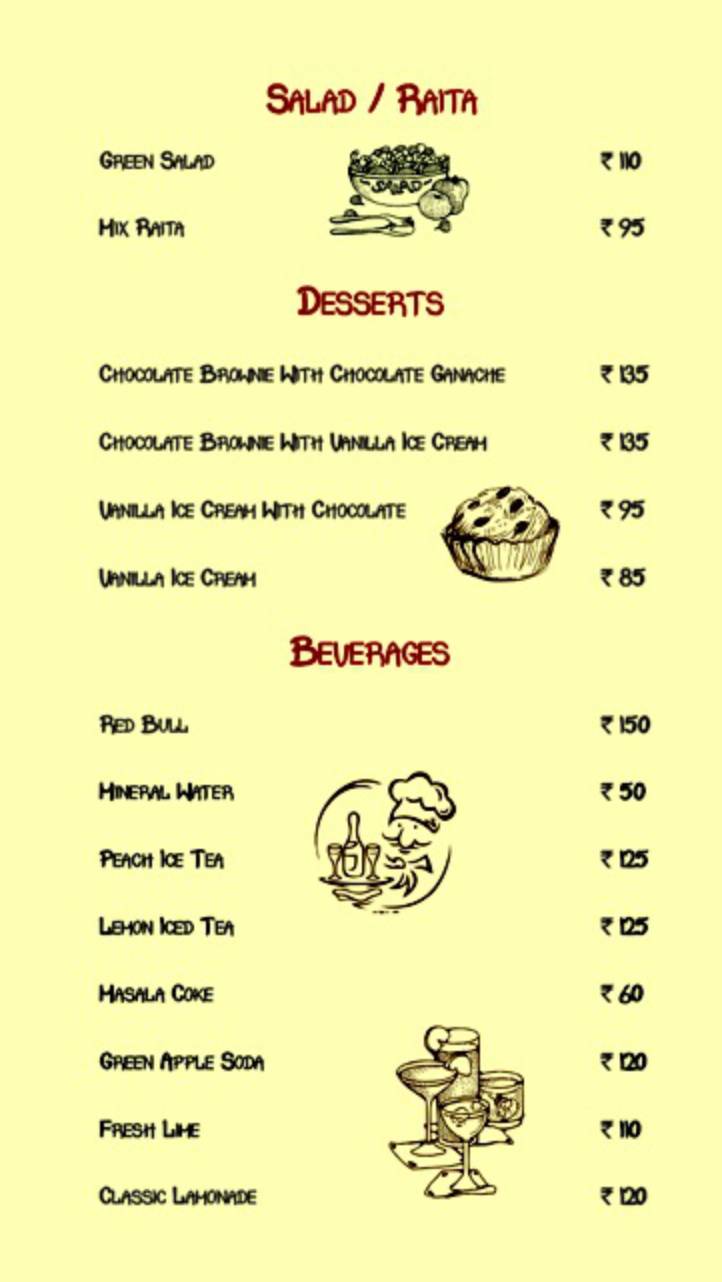 Salad / Raita
SALAD
Green Salad ₹ 110
Mix Raita ₹ 95
Desserts
Chocolate Brownie With Chocolate Ganache ₹ 135
Chocolate Brownie With Vanilla Ice Cream ₹ 135
Vanilla Ice Cream With Chocolate ₹ 95
Vanilla Ice Cream ₹ 85
Beverages
Red Bull ₹ 150
Mineral Water ₹ 50
Peach Ice Tea ₹ 125
Lemon Iced Tea ₹ 125
Masala Coke ₹ 60
Green Apple Soda ₹ 120
Fresh Lime ₹ 110
Classic Lamonade ₹ 120